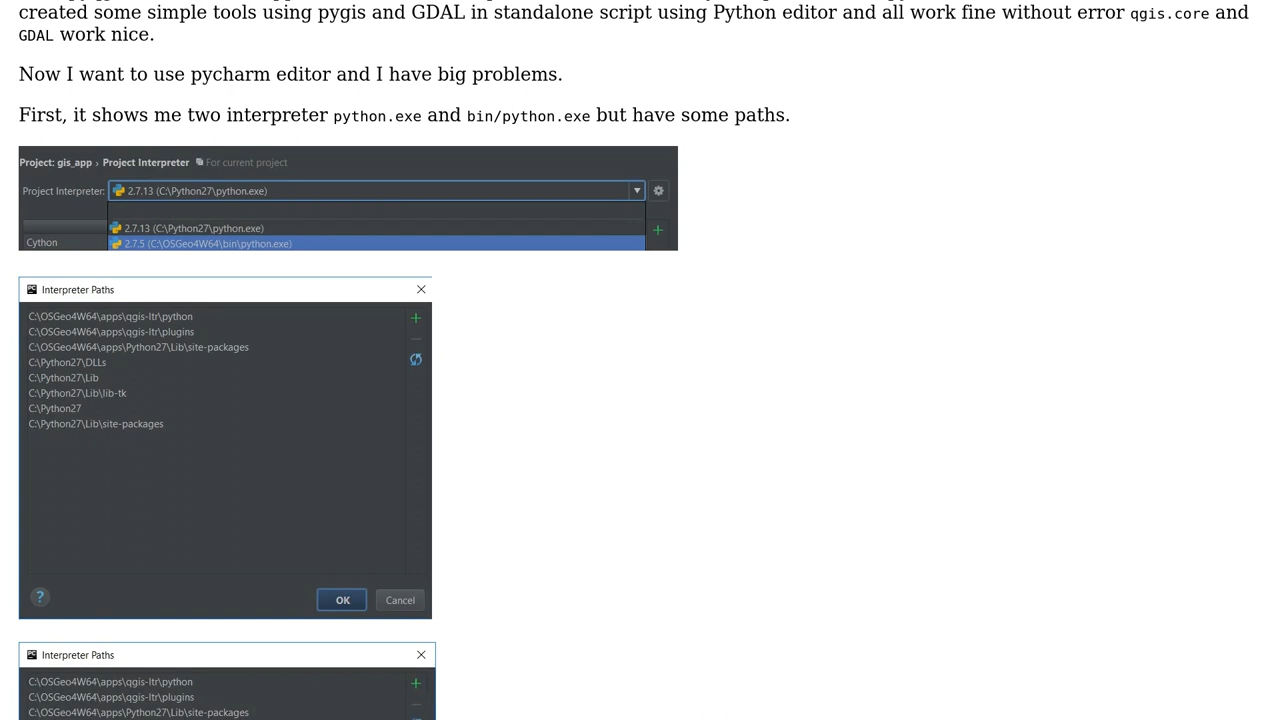 created some simple tools using pygis and GDAL in standalone script using Python editor and all work fine without error qgis.core and
GDAL work nice.
Now I want to use pycharm editor and I have big problems.
First, it shows me two interpreter python.exe and bin/python.exe but have some paths.
Project: gis_app › Project Interpreter For current project
Project Interpreter: 2.7.13 (C:\Python27\python.exe)
2.7.13 (C:\Python27\python.exe)
Cython 2.7.5 (C:\OSGeo4W64\bin\python.exe)
Interpreter Paths
C:\OSGeo4W64\apps\qgis-ltr\python
C:\OSGeo4W64\apps\qgis-ltr\plugins
C:\OSGeo4W64\apps\Python27\Lib\site-packages
C:\Python27\DLLs
C:\Python27\Lib
C:\Python27\Lib\lib-tk
C:\Python27
C:\Python27\Lib\site-packages
? OK Cancel
Interpreter Paths
C:\OSGeo4W64\apps\qgis-ltr\python
C:\OSGeo4W64\apps\qgis-ltr\plugins
C:\OSGeo4W64\apps\Python27\Lib\site-packages